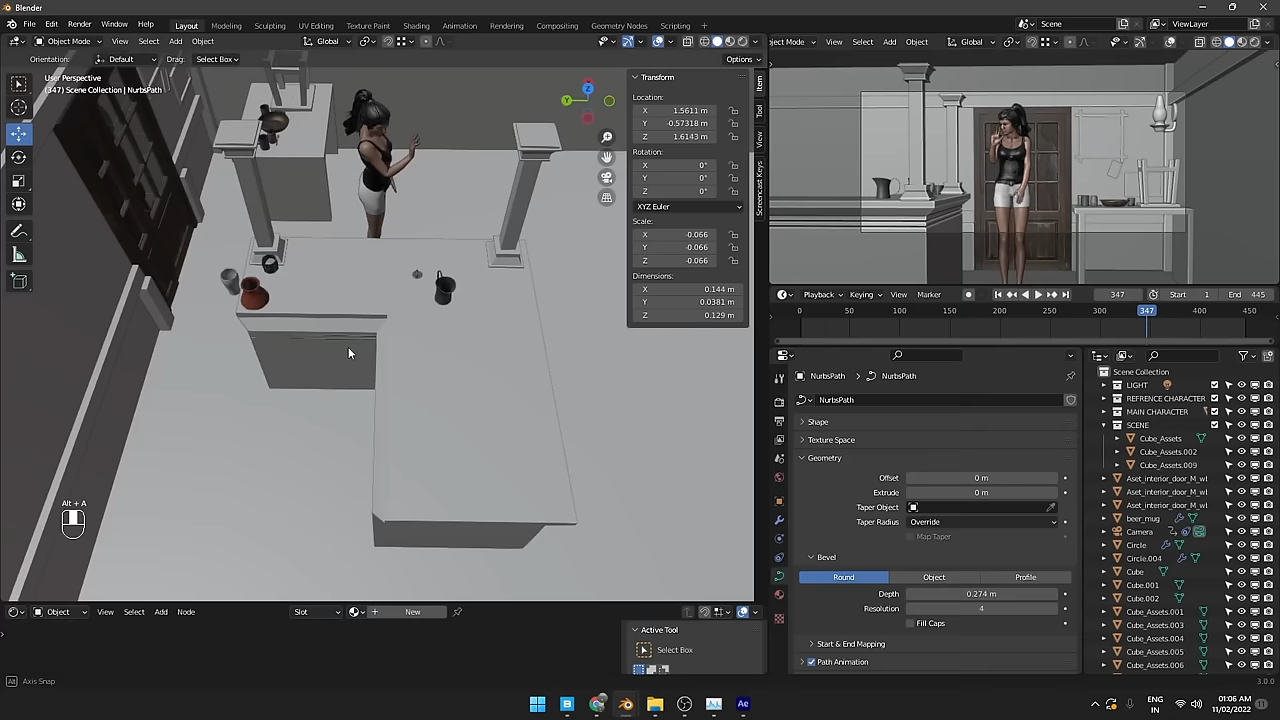 Blender
File Edit Render Window Help Layout Modeling Sculpting UV Editing Texture Paint Shading Animation Rendering Compositing Geometry Nodes Scripting + Scene ViewLayer
Object Mode View Select Add Object Global
ject Mode View Select Add Object Global
Orientation: Default Drag: Select Box Options
User Perspective
(347) Scene Collection | NurbsPath
Transform
Location:
X 1.5611 m
Y -0.57318 m
Z 1.6143 m
Rotation:
X 0°
Y 0°
Z 0°
XYZ Euler
Scale:
X -0.066
Y -0.066
Z -0.066
Dimensions:
X 0.144 m
Y 0.0381 m
Z 0.129 m
Item
Tool
View
Screencast Keys
Playback Keying View Marker 347 Start 1 End 445
0 50 100 150 200 250 300 347 400 450
NurbsPath > NurbsPath
NurbsPath
Shape
Texture Space
Geometry
Offset 0 m
Extrude 0 m
Taper Object
Taper Radius Override
Map Taper
Bevel
Round Object Profile
Depth 0.274 m
Resolution 4
Fill Caps
Start & End Mapping
Path Animation
Scene Collection
LIGHT
REFRENCE CHARACTER
MAIN CHARACTER
SCENE
Cube_Assets
Cube_Assets.002
Cube_Assets.009
Aset_interior_door_M_wl
Aset_interior_door_M_wl
Aset_interior_door_M_wl
beer_mug
Camera
Circle
Circle.004
Cube
Cube.001
Cube.002
Cube_Assets.001
Cube_Assets.003
Cube_Assets.004
Cube_Assets.005
Cube_Assets.006
Alt + A
Object View Select Add Node Slot New
Active Tool
Select Box
Alt Axis Snap 3.0.0
ENG
IN
01:06 AM
11/02/2022